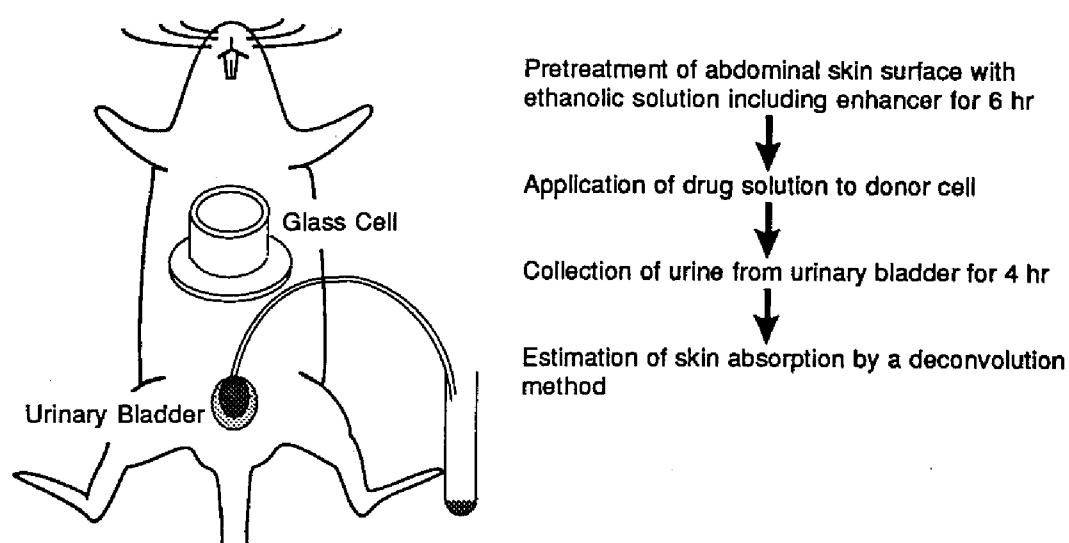 Pretreatment of abdominal skin surface with
ethanolic solution including enhancer for 6 hr
Application of drug solution to donor cell
Glass Cell
Collection of urine from urinary bladder for 4 hr
Estimation of skin absorption by a deconvolution
method
Urinary Bladder